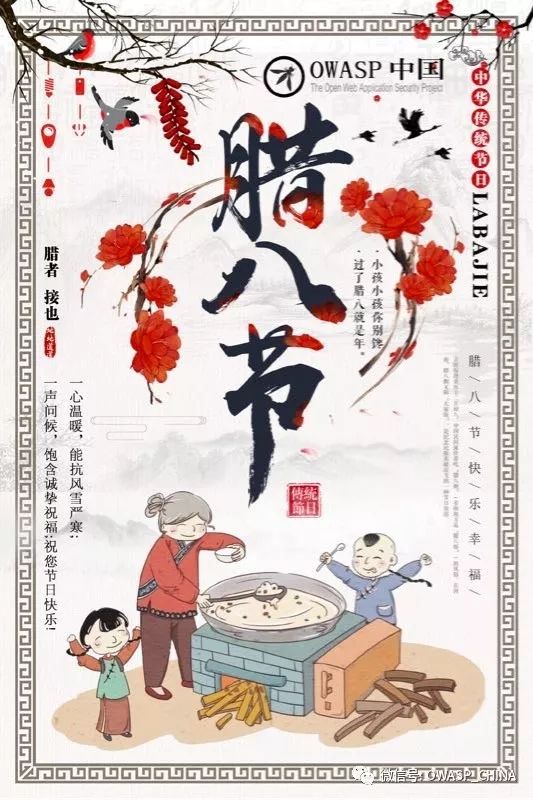 OWASP 中国
The Open Web Application Security Project
中华传统节日
LABAJIE
腊八节
·小孩小孩你别馋
·过了腊八就是年。
腊者 接也
一心温暖，能抗风雪严寒;
一声问候，饱含诚挚祝福;祝您节日快乐!
腊/八/节/快/乐/幸/福/
傳統
節日
微信号: OWASP_CHINA